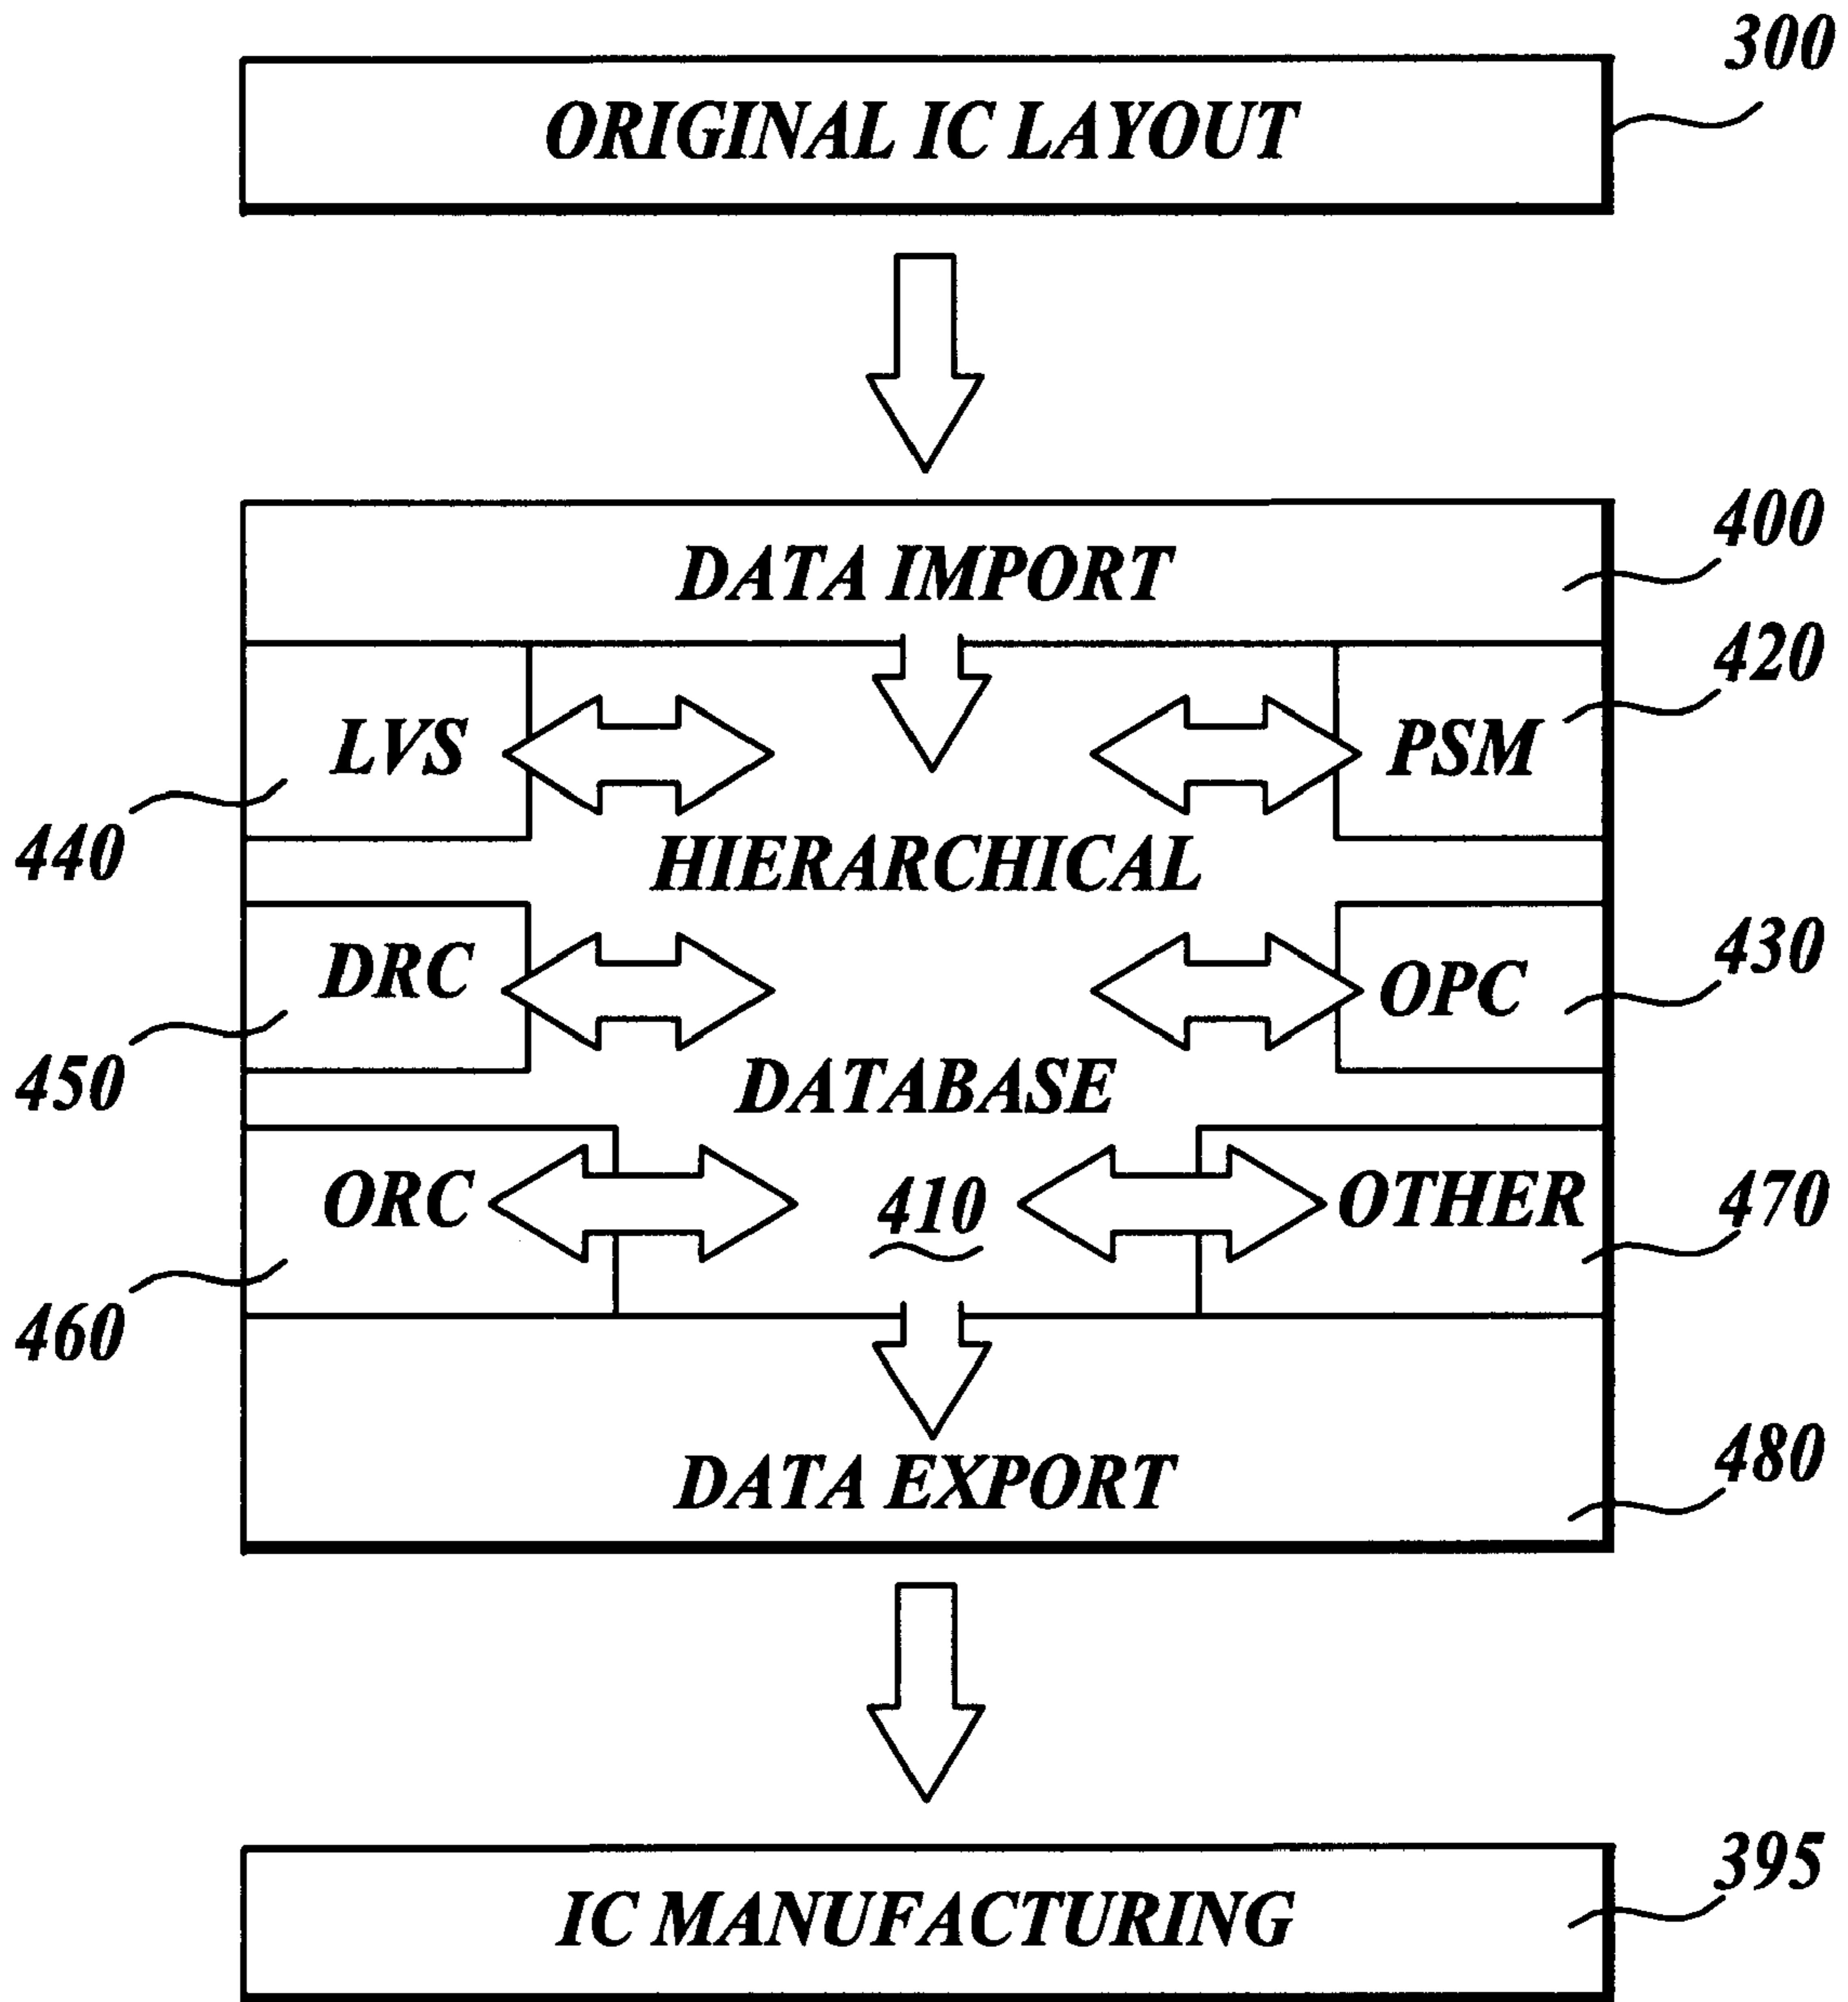 300
ORIGINAL IC LAYOUT
400
DATA IMPORT
420
LVS
PSM
440
HIERARCHICAL
430
DRC
OPC
450
DATABASE
ORC
410
OTHER
470
460
480
DATA EXPORT
395
IC MANUFACTURING